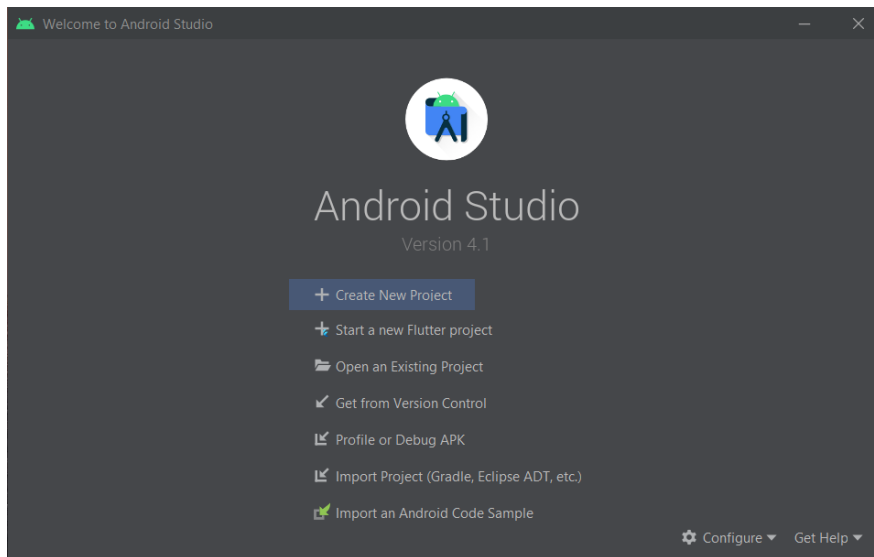 Welcome to Android Studio
Android Studio
Version 4.1
Create New Project
Start a new Flutter project
Open an Existing Project
Get from Version Control
Profile or Debug APK
Import Project (Gradle, Eclipse ADT, etc.)
Import an Android Code Sample
Configure Get Help